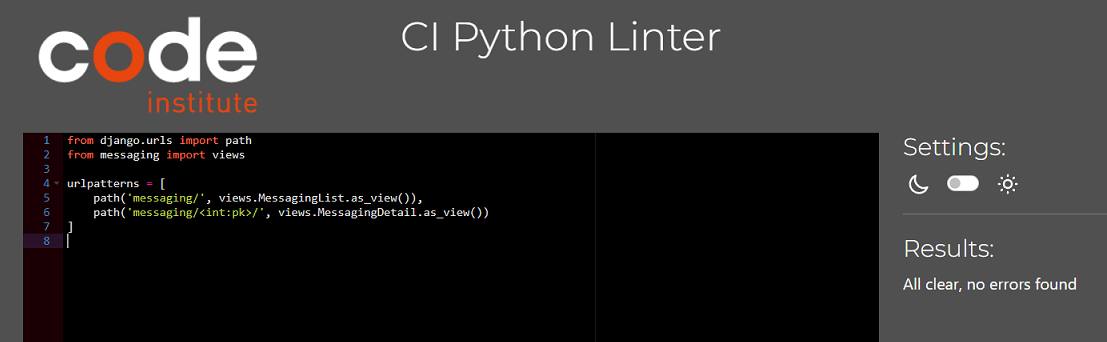 code
institute
CI Python Linter
1 from django.urls import path
2 from messaging import views
3
4 urlpatterns = [
5     path('messaging/', views.MessagingList.as_view()),
6     path('messaging/<int:pk>/', views.MessagingDetail.as_view())
7 ]
8
Settings:
Results:
All clear, no errors found